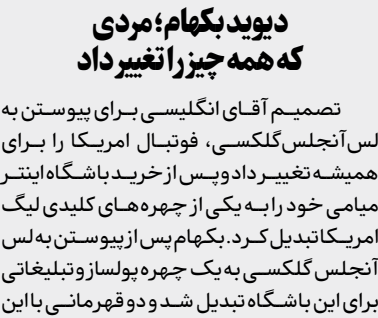 دیوید بکهام؛ مردی
که همه چیز را تغییر داد
تصمیم آقای انگلیسی برای پیوستن به
لس‌آنجلس گلکسی، فوتبال امریکا را برای
همیشه تغییر داد و پس از خرید باشگاه اینتر
میامی خود را به یکی از چهره‌های کلیدی لیگ
امریکا تبدیل کرد. بکهام پس از پیوستن به لس
آنجلس گلکسی به یک چهره پولساز و تبلیغاتی
برای این باشگاه تبدیل شد و دو قهرمانی با این